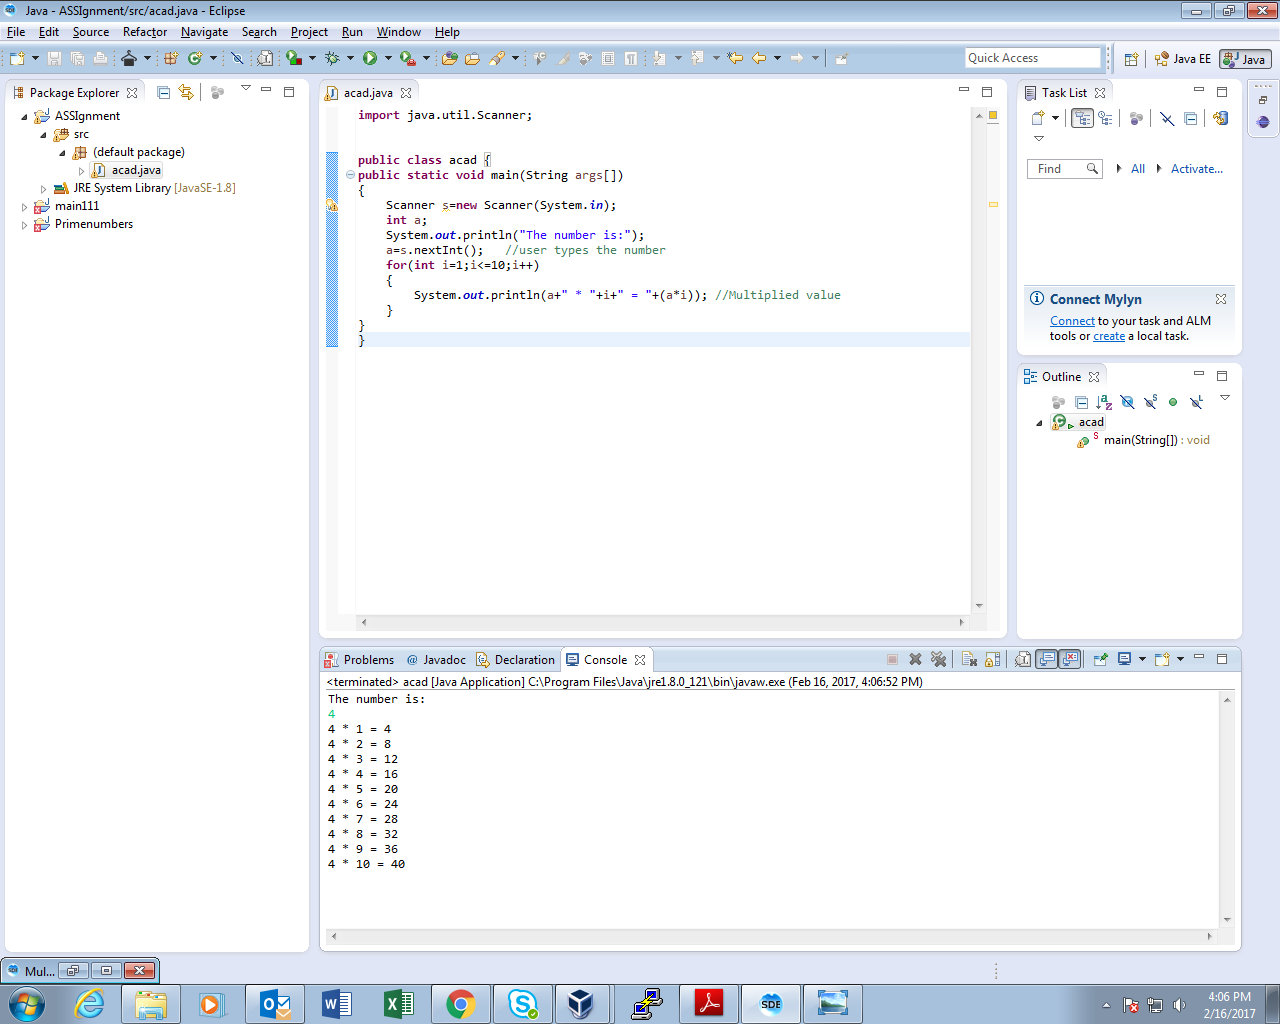 Java - ASSIgnment/src/acad.java - Eclipse
File Edit Source Refactor Navigate Search Project Run Window Help
Quick Access
Java EE
Java
Package Explorer
ASSIgnment
src
(default package)
acad.java
JRE System Library [JavaSE-1.8]
main111
Primenumbers
acad.java
import java.util.Scanner;
public class acad {
public static void main(String args[])
{
Scanner s=new Scanner(System.in);
int a;
System.out.println("The number is:");
a=s.nextInt();   //user types the number
for(int i=1;i<=10;i++)
{
System.out.println(a+" * "+i+" = "+(a*i)); //Multiplied value
}
}
}
Task List
Find
All
Activate...
Connect Mylyn
Connect to your task and ALM
tools or create a local task.
Outline
acad
main(String[]) : void
Problems @ Javadoc Declaration Console
<terminated> acad [Java Application] C:\Program Files\Java\jre1.8.0_121\bin\javaw.exe (Feb 16, 2017, 4:06:52 PM)
The number is:
4
4 * 1 = 4
4 * 2 = 8
4 * 3 = 12
4 * 4 = 16
4 * 5 = 20
4 * 6 = 24
4 * 7 = 28
4 * 8 = 32
4 * 9 = 36
4 * 10 = 40
Mul...
SDE
4:06 PM
2/16/2017